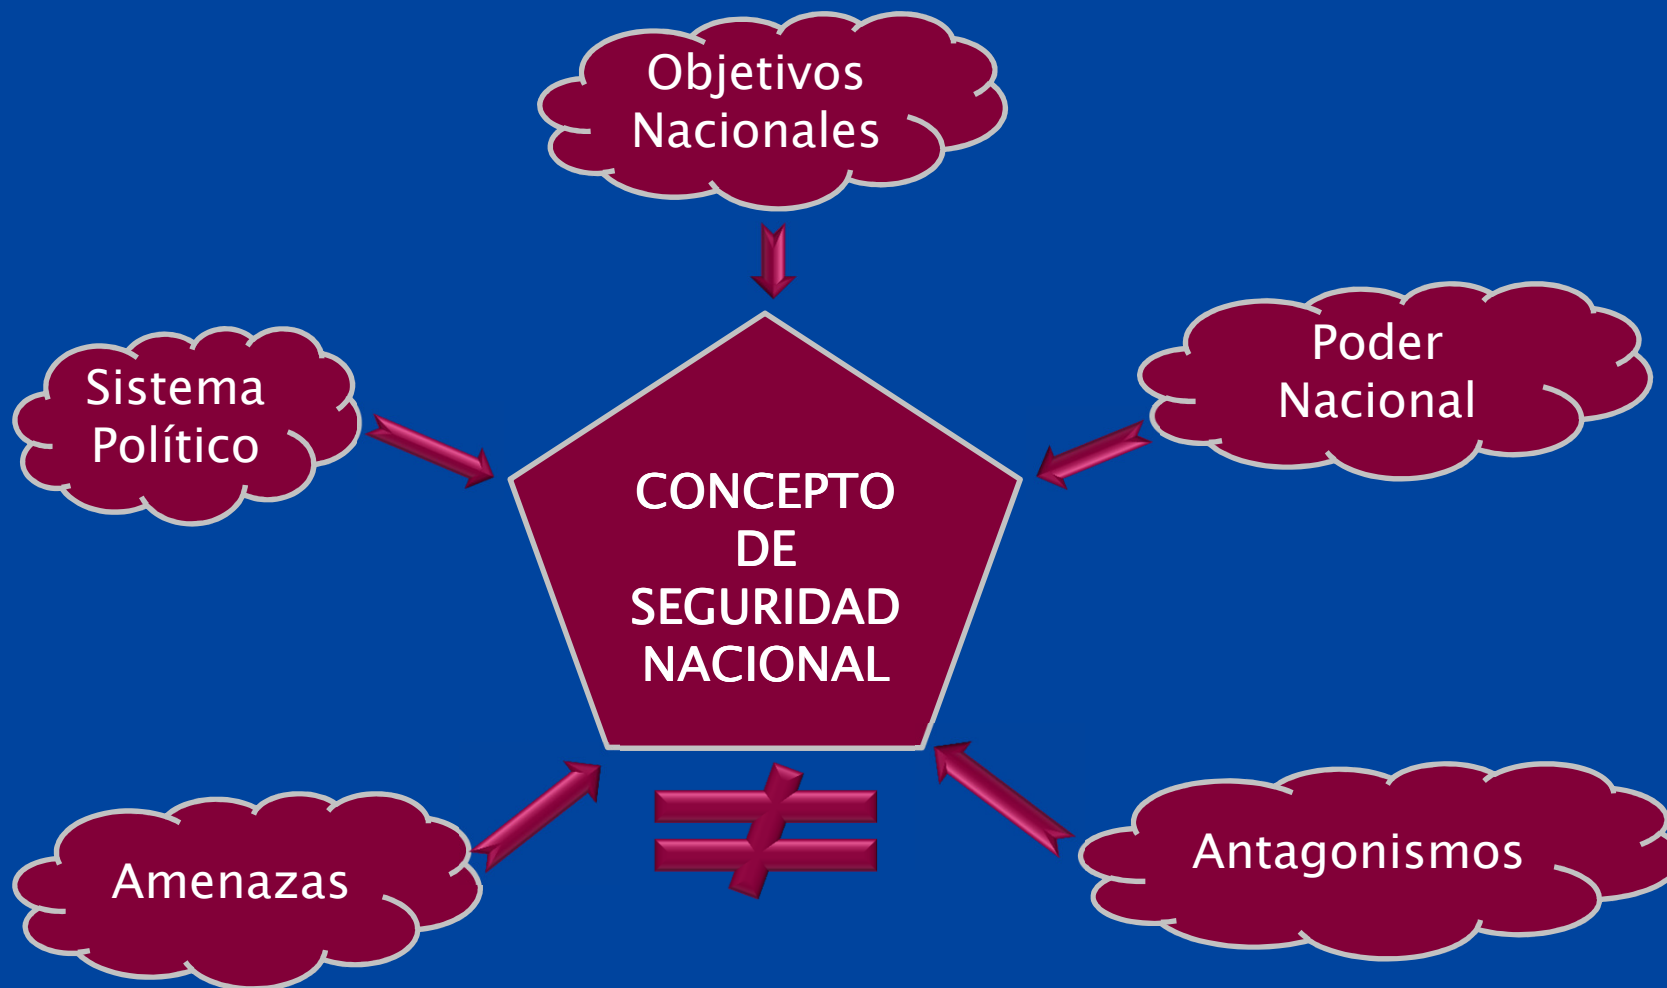 Objetivos
Nacionales
Poder
Nacional
Sistema
Político
CONCEPTO
DE
SEGURIDAD
NACIONAL
Amenazas
Antagonismos